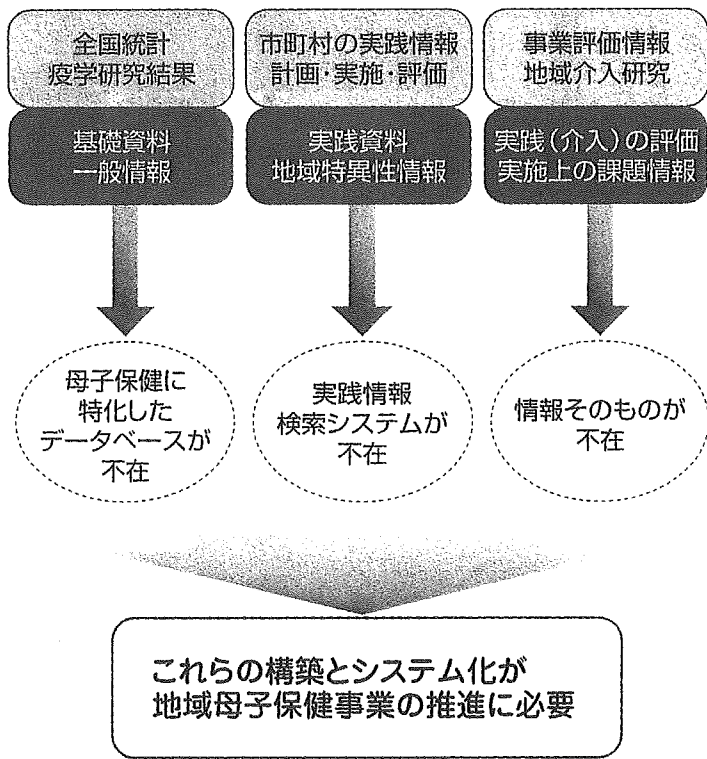 全国統計
疫学研究結果
基礎資料
一般情報
市町村の実践情報
計画・実施・評価
実践資料
地域特異性情報
事業評価情報
地域介入研究
実践(介入)の評価
実施上の課題情報
母子保健に
特化した
データベースが
不在
実践情報
検索システムが
不在
情報そのものが
不在
これらの構築とシステム化が
地域母子保健事業の推進に必要